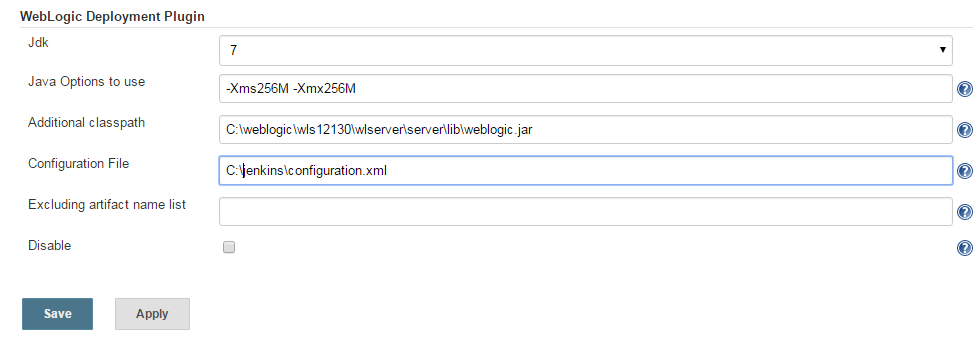 WebLogic Deployment Plugin
Jdk
7
Java Options to use
-Xms256M -Xmx256M
Additional classpath
C:\weblogic\wls12130\wlserver\server\lib\weblogic.jar
Configuration File
C:\jenkins\configuration.xml
Excluding artifact name list
Disable
Save Apply